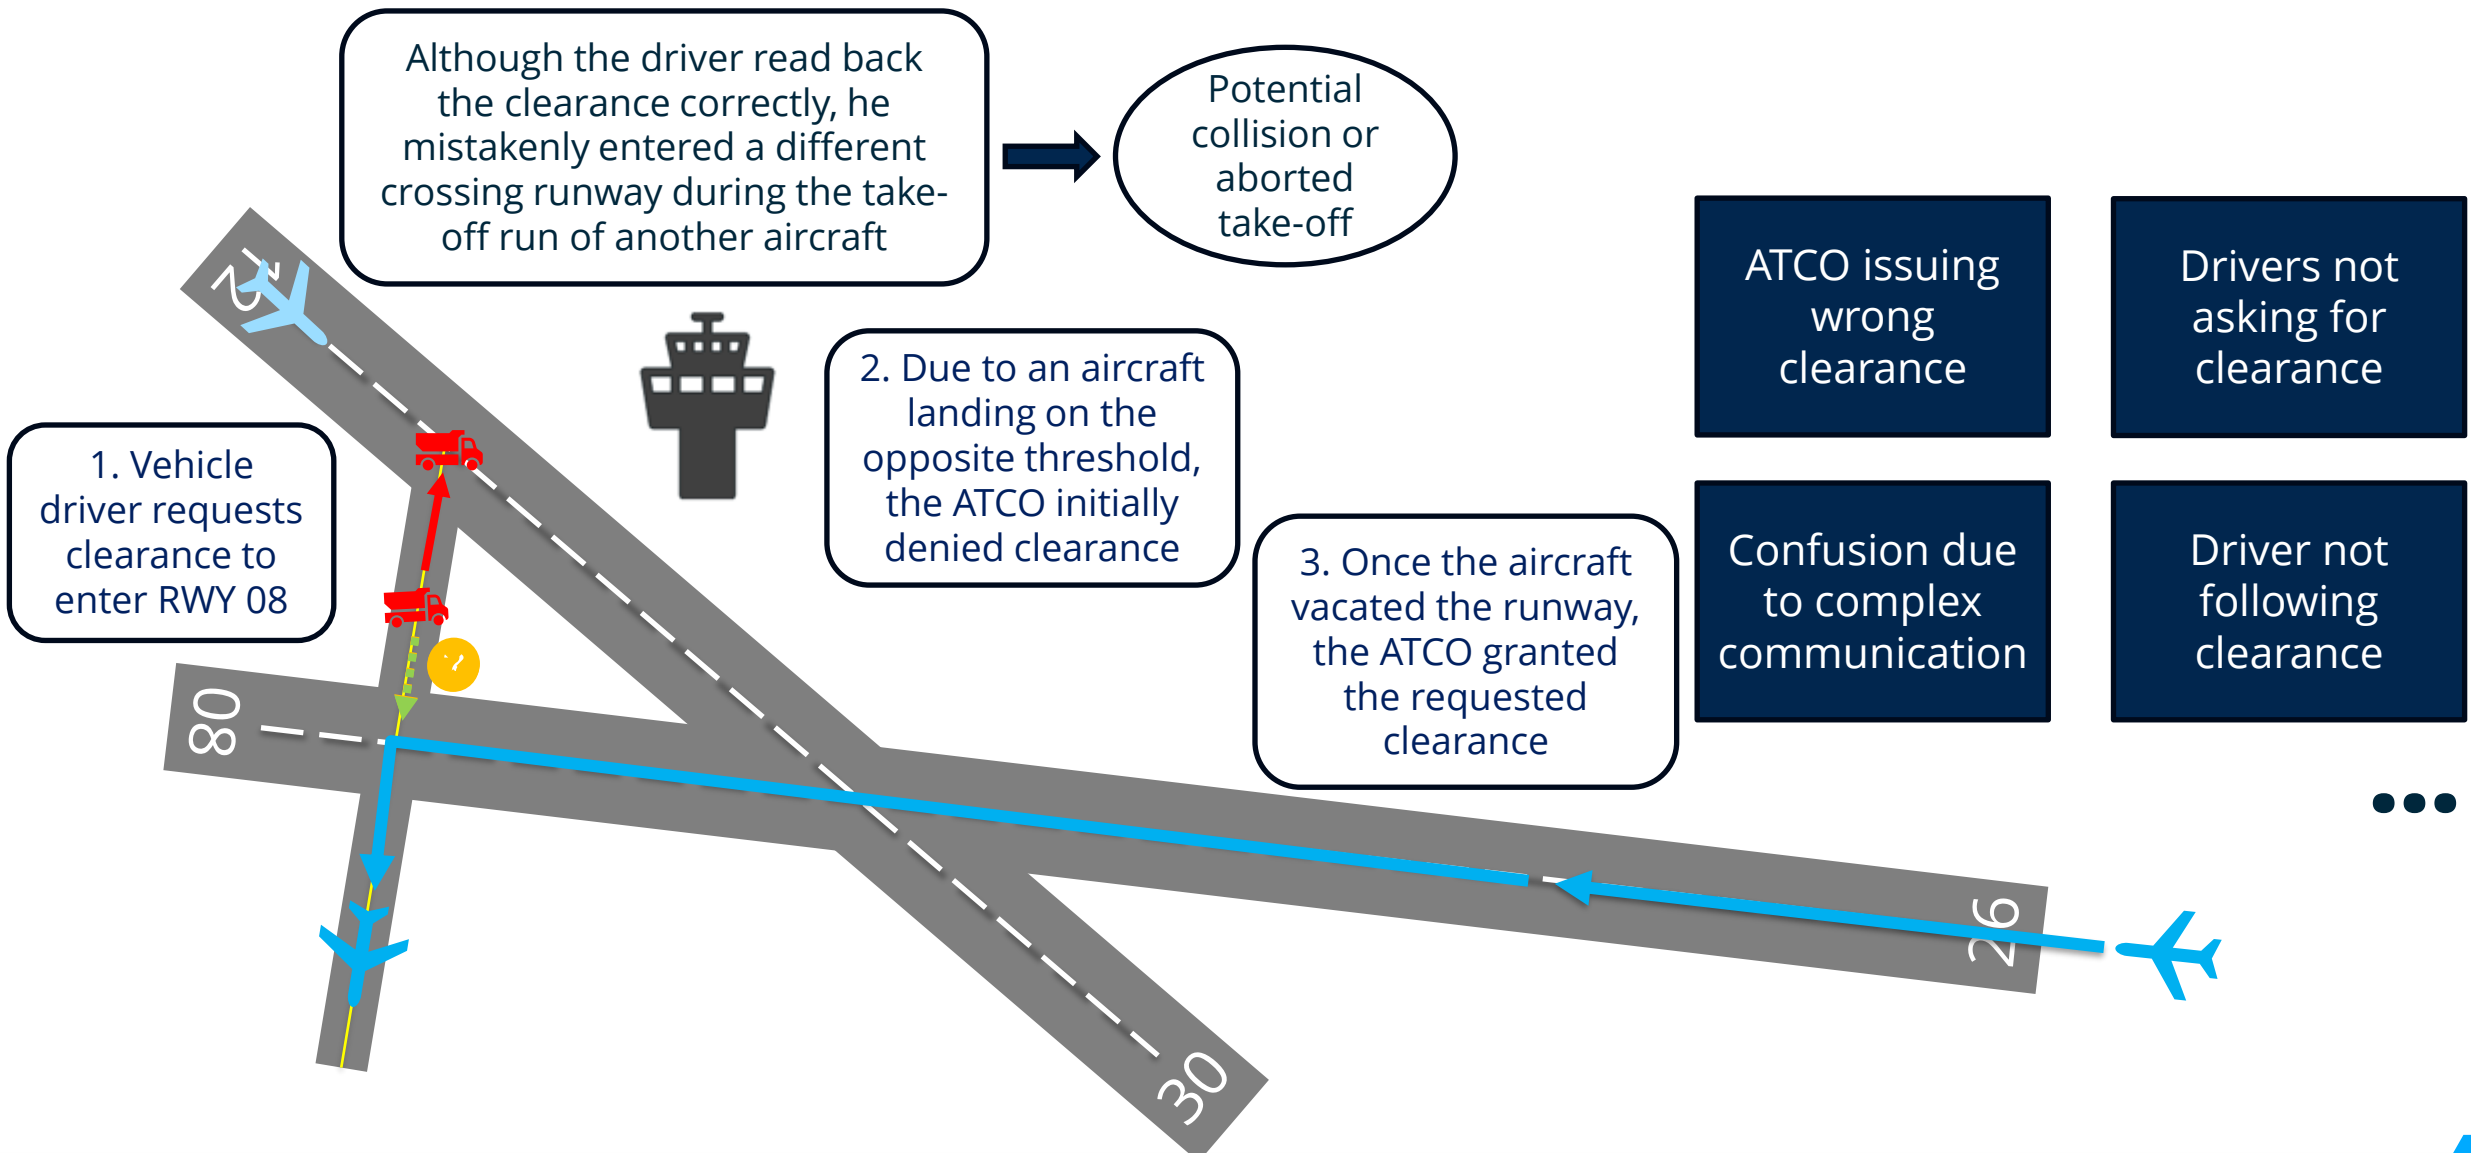 Although the driver read back
the clearance correctly, he
mistakenly entered a different
crossing runway during the take-
off run of another aircraft
Potential
collision or
aborted
take-off
ATCO issuing
wrong
clearance
Drivers not
asking for
clearance
12
2. Due to an aircraft
landing on the
opposite threshold,
the ATCO initially
denied clearance
1. Vehicle
driver requests
clearance to
enter RWY 08
Confusion due
to complex
communication
Driver not
following
clearance
3. Once the aircraft
vacated the runway,
the ATCO granted
the requested
clearance
08
...
26
30